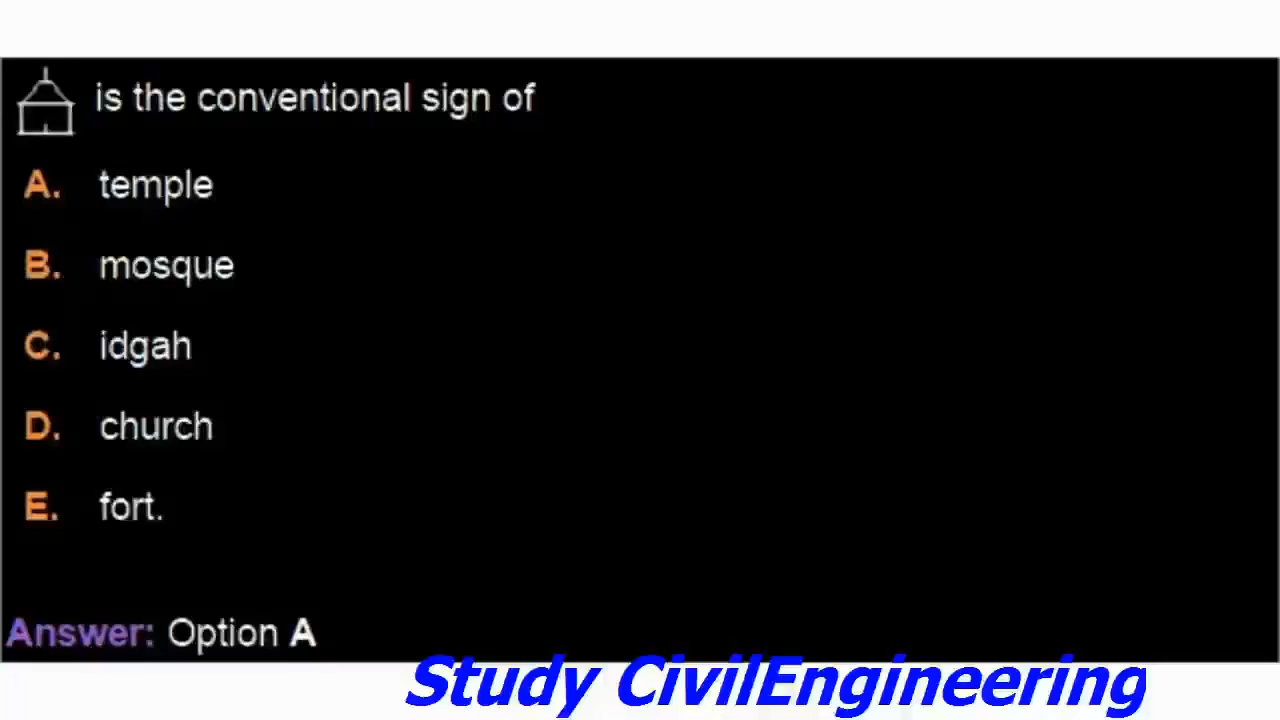 is the conventional sign of
A. temple
B. mosque
C. idgah
D. church
E. fort.
Answer: Option A
Study CivilEngineering